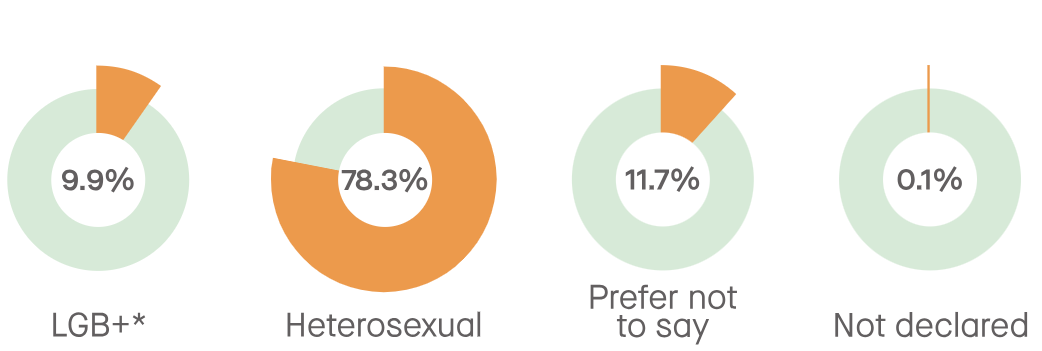 9.9%
LGB+*
78.3%
Heterosexual
11.7%
Prefer not
to say
0.1%
Not declared